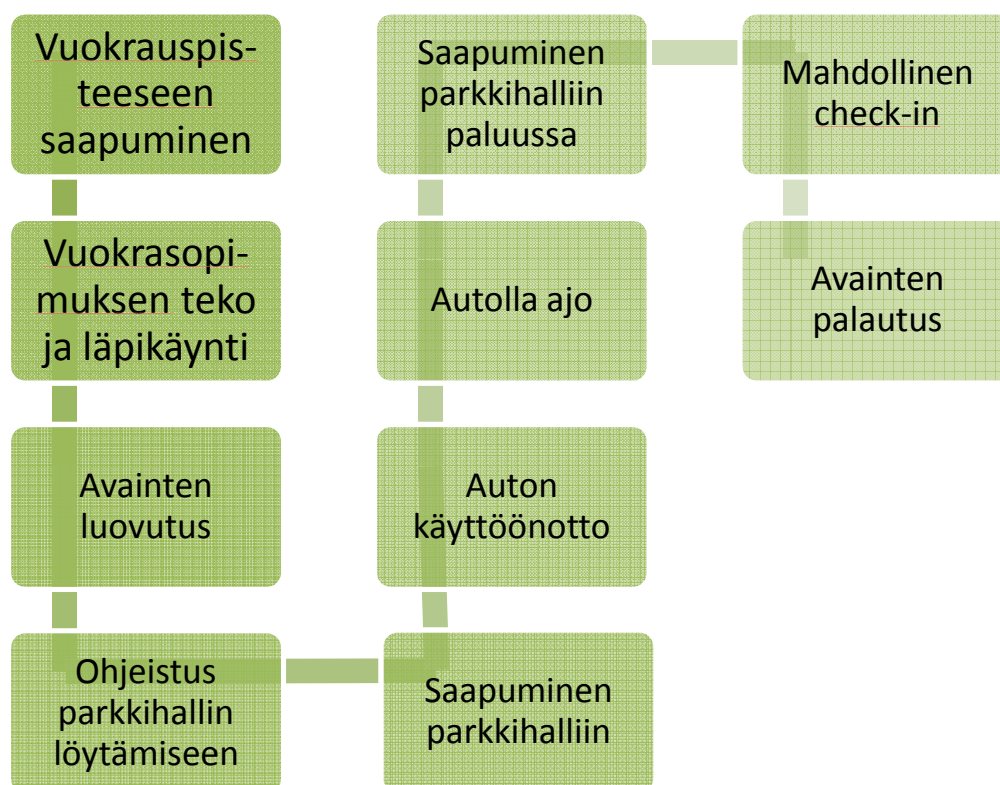 Vuokrauspis-
teeseen
saapuminen
Vuokrasopi-
muksen teko
ja läpikäynti
Avainten
luovutus
Ohjeistus
parkkihallin
löytämiseen
Saapuminen
parkkihalliin
Auton
käyttöönotto
Autolla ajo
Saapuminen
parkkihalliin
paluussa
Mahdollinen
check-in
Avainten
palautus